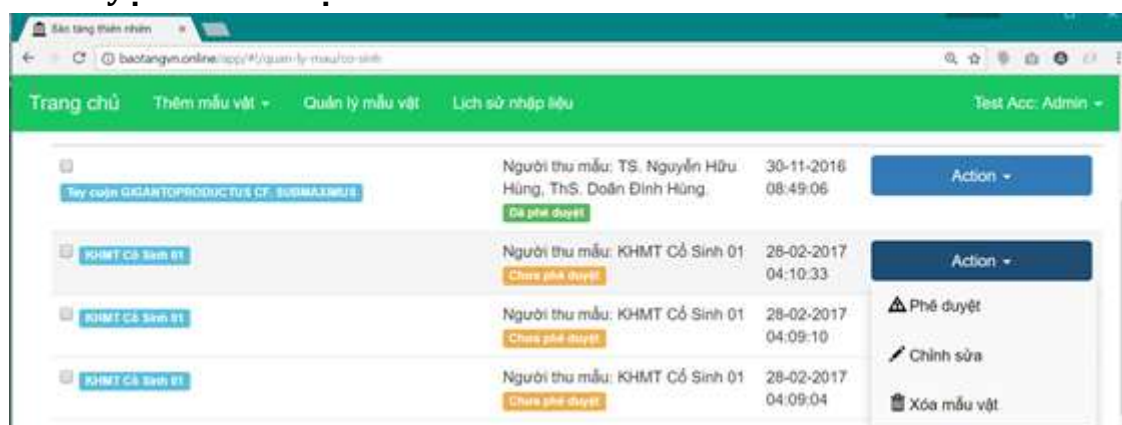 Bảo tàng thiên nhiên
baotangvn.online/app/#!/quan-ly-mau/co-sinh
Trang chủ Thêm mẫu vật Quản lý mẫu vật Lịch sử nhập liệu Test Acc: Admin
Người thu mẫu: TS. Nguyễn Hữu 30-11-2016 Action
Tay cuộn GIGANTOPRODUCTUS CF. SUBMAXIMUS Hùng, ThS. Doãn Đình Hùng. 08:49:06
Đã phê duyệt
KHMT Cổ Sinh 01 Người thu mẫu: KHMT Cổ Sinh 01 28-02-2017 Action
Chưa phê duyệt 04:10:33
Phê duyệt
KHMT Cổ Sinh 01 Người thu mẫu: KHMT Cổ Sinh 01 28-02-2017
Chưa phê duyệt 04:09:10
Chỉnh sửa
KHMT Cổ Sinh 01 Người thu mẫu: KHMT Cổ Sinh 01 28-02-2017
Chưa phê duyệt 04:09:04
Xóa mẫu vật